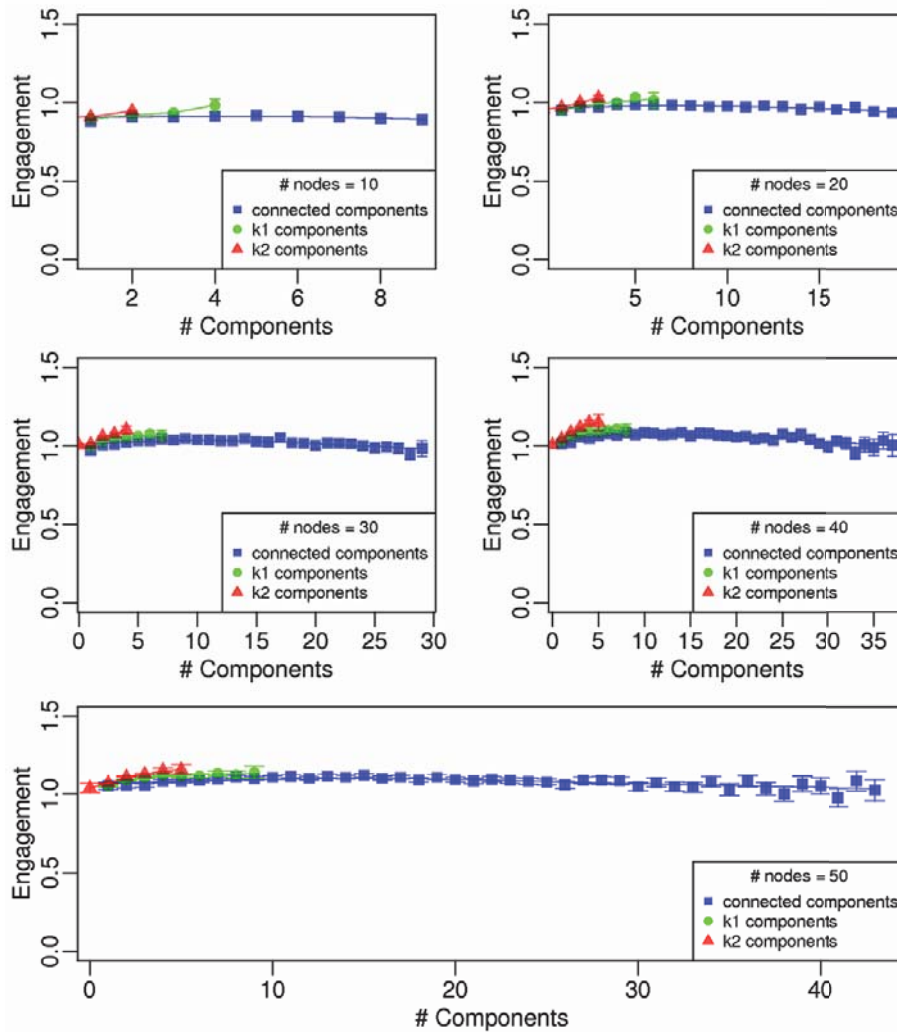 1.5
1.0
0.5
0.0
Engagement
# nodes = 10
connected components
k1 components
k2 components
2 4 6 8
# Components
1.5
1.0
0.5
0.0
Engagement
# nodes = 20
connected components
k1 components
k2 components
5 10 15
# Components
1.5
1.0
0.5
0.0
Engagement
# nodes = 30
connected components
k1 components
k2 components
0 5 10 15 20 25 30
# Components
1.5
1.0
0.5
0.0
Engagement
# nodes = 40
connected components
k1 components
k2 components
0 5 10 15 20 25 30 35
# Components
1.5
1.0
0.5
0.0
Engagement
# nodes = 50
connected components
k1 components
k2 components
0 10 20 30 40
# Components